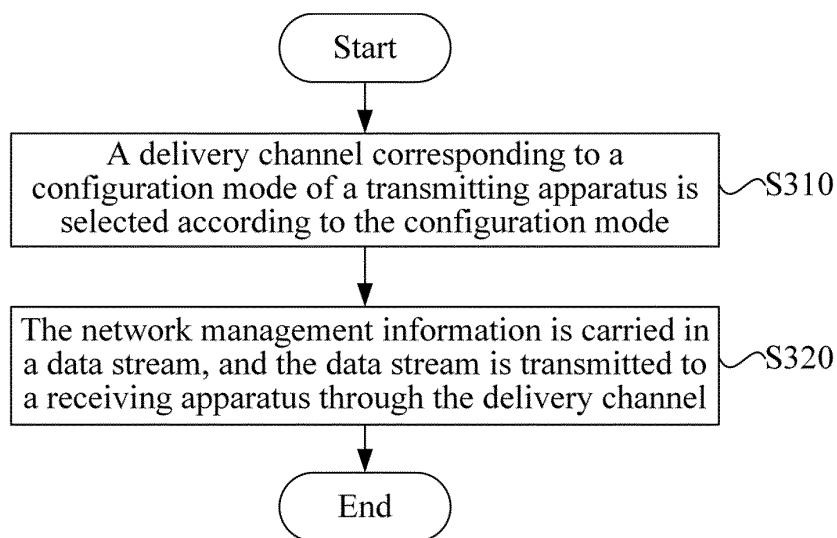 Start
A delivery channel corresponding to a
configuration mode of a transmitting apparatus is
selected according to the configuration mode
S310
The network management information is carried in
a data stream, and the data stream is transmitted to
a receiving apparatus through the delivery channel
S320
End